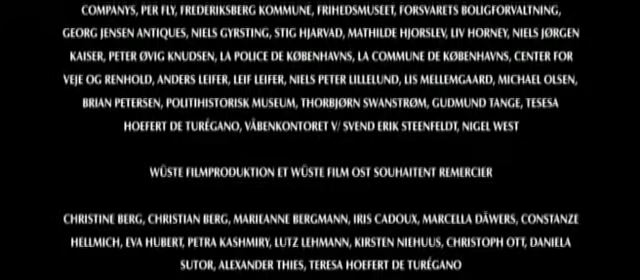 COMPANYS, PER FLY, FREDERIKSBERG KOMMUNE, FRIHEDSMUSEET, FORSVARETS BOLIGFORVALTNING,
GEORG JENSEN ANTIQUES, NIELS GYRSTING, STIG HJARVAD, MATHILDE HJORSLEV, LIV HORNEY, NIELS JØRGEN
KAISER, PETER ØVIG KNUDSEN, LA POLICE DE KØBENHAVNS, LA COMMUNE DE KØBENHAVNS, CENTER FOR
VEJE OG RENHOLD, ANDERS LEIFER, LEIF LEIFER, NIELS PETER LILLELUND, LIS MELLEMGAARD, MICHAEL OLSEN,
BRIAN PETERSEN, POLITIHISTORISK MUSEUM, THORBJØRN SWANSTRØM, GUDMUND TANGE, TESESA
HOEFERT DE TURÉGANO, VÅBENKONTORET V/ SVEND ERIK STEENFELDT, NIGEL WEST
WÛSTE FILMPRODUKTION ET WÛSTE FILM OST SOUHAITENT REMERCIER
CHRISTINE BERG, CHRISTIAN BERG, MARIEANNE BERGMANN, IRIS CADOUX, MARCELLA DÂWERS, CONSTANZE
HELLMICH, EVA HUBERT, PETRA KASHMIRY, LUTZ LEHMANN, KIRSTEN NIEHUUS, CHRISTOPH OTT, DANIELA
SUTOR, ALEXANDER THIES, TERESA HOEFERT DE TURÉGANO